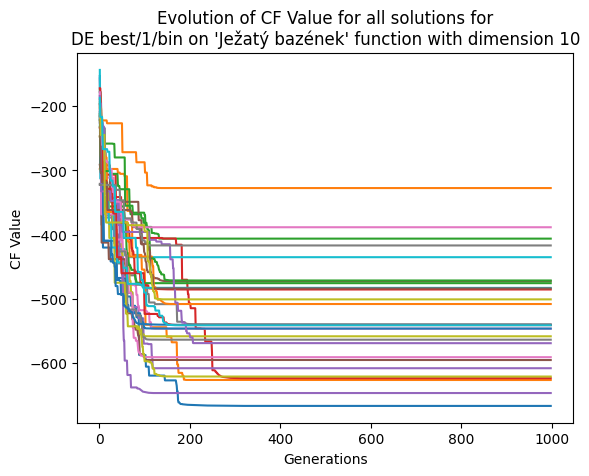 Evolution of CF Value for all solutions for
DE best/1/bin on 'Ježatý bazének' function with dimension 10
−200
−300
−400
−500
−600
CF Value
0 200 400 600 800 1000
Generations